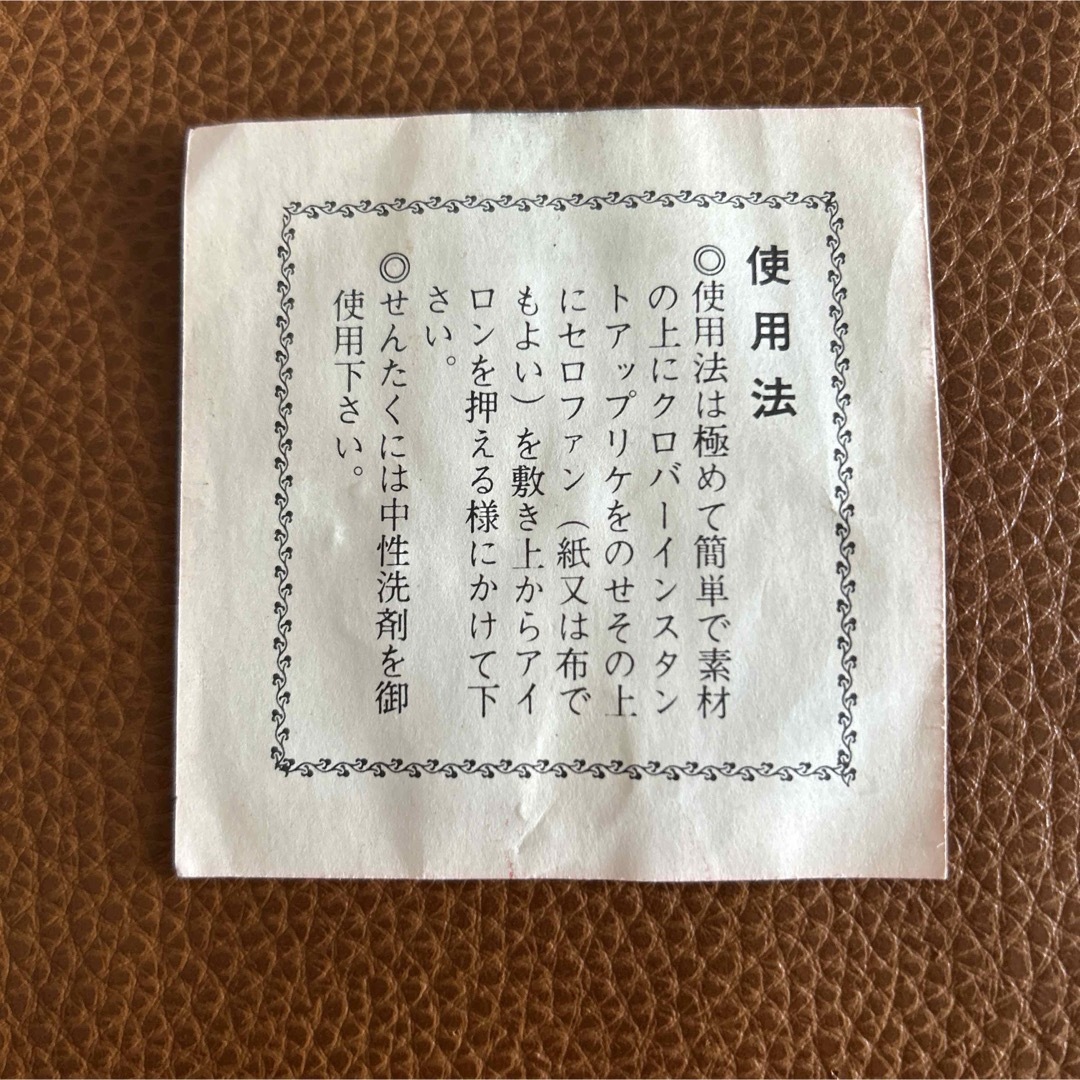 使用法
◎使用法は極めて簡単で素材
の上にクロバーインスタン
トアップリケをのせその上
にセロファン（紙又は布で
もよい）を敷き上からアイ
ロンを押える様にかけて下
さい。
◎せんたくには中性洗剤を御
使用下さい。